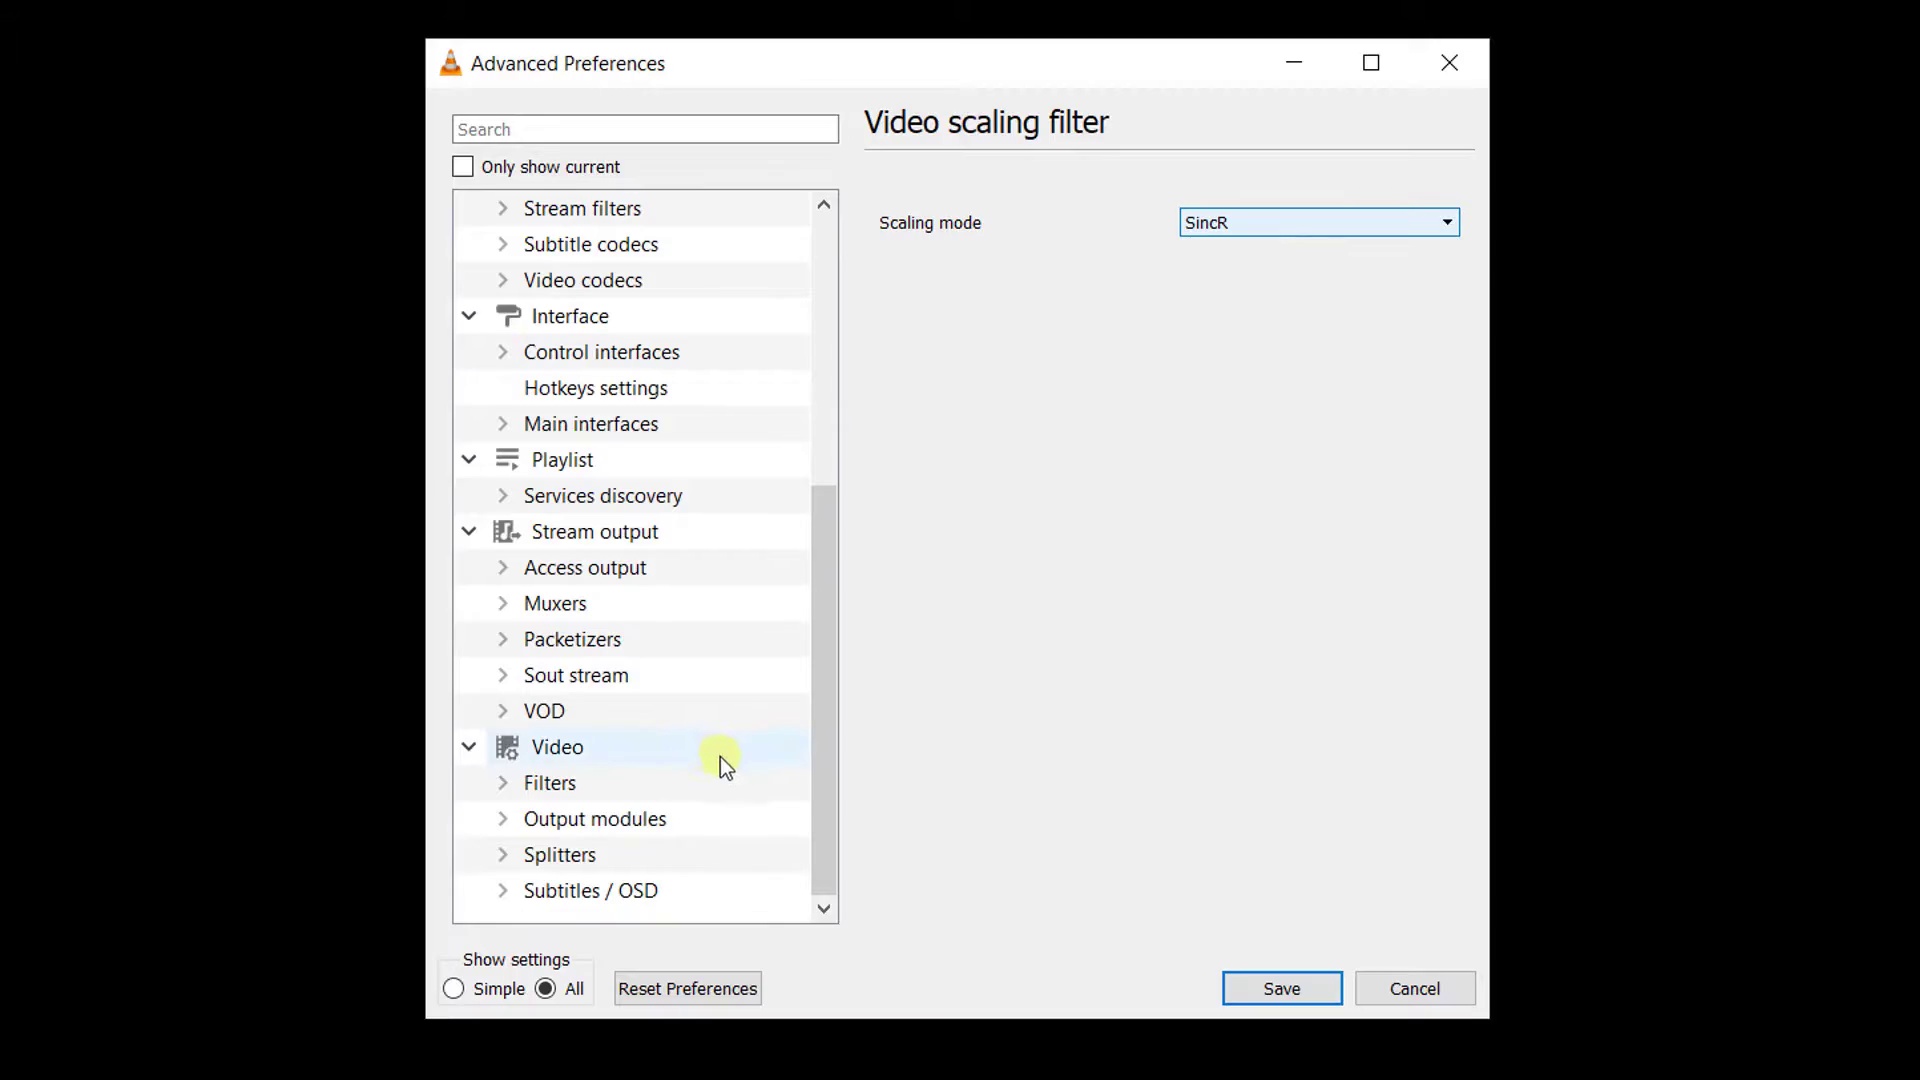 Advanced Preferences
Search
Only show current
Stream filters
Subtitle codecs
Video codecs
Interface
Control interfaces
Hotkeys settings
Main interfaces
Playlist
Services discovery
Stream output
Access output
Muxers
Packetizers
Sout stream
VOD
Video
Filters
Output modules
Splitters
Subtitles / OSD
Video scaling filter
Scaling mode SincR
Show settings
Simple All
Reset Preferences
Save Cancel